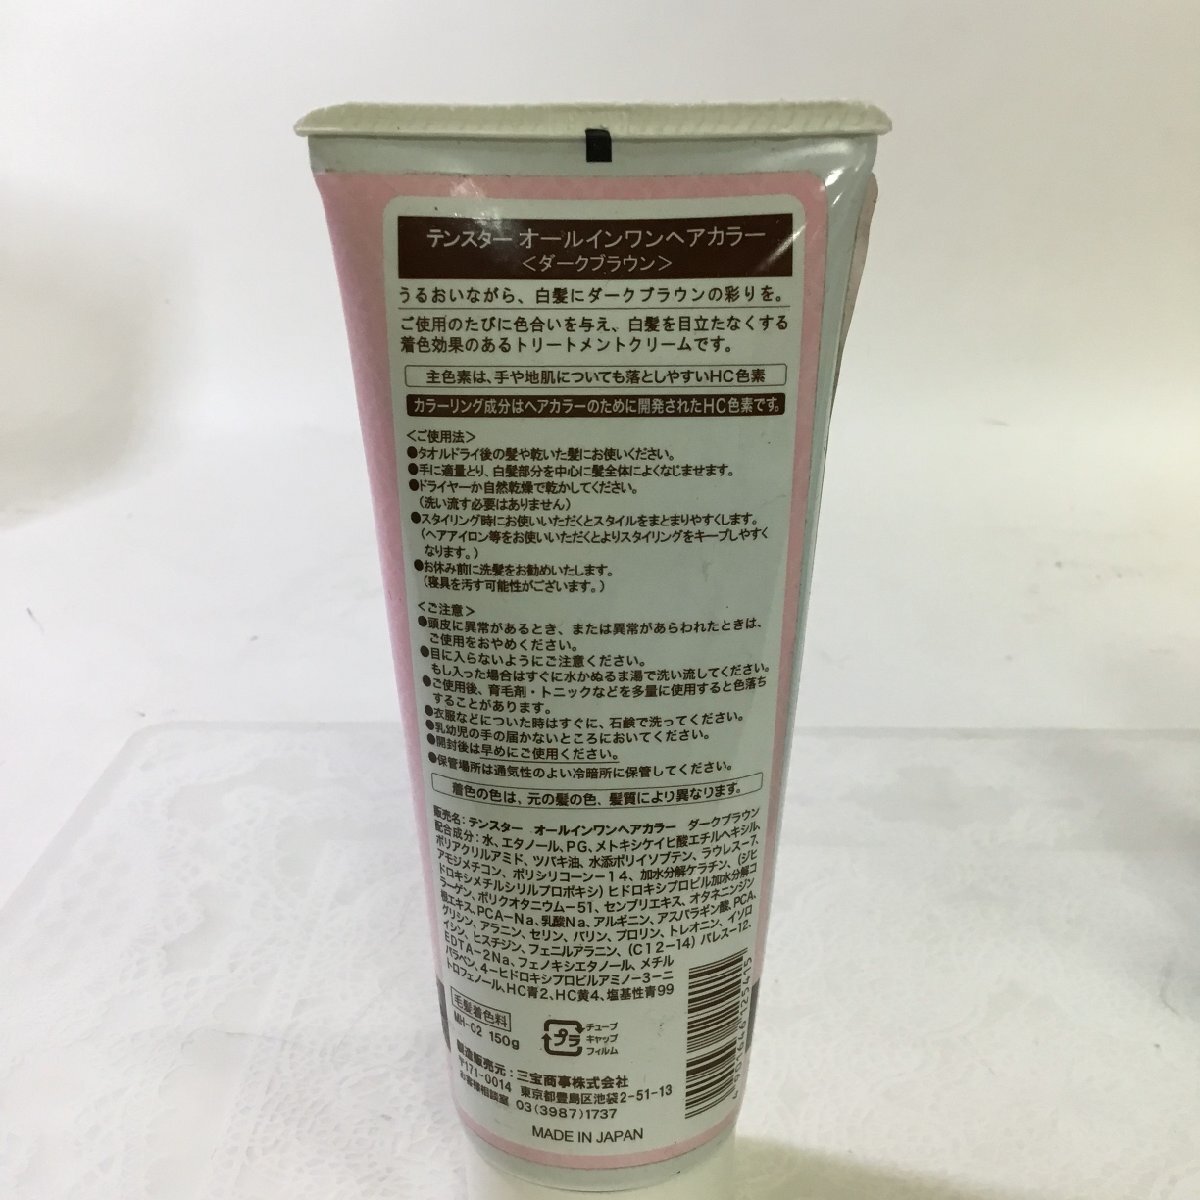 テンスター オールインワンヘアカラー
＜ダークブラウン＞
うるおいながら、白髪にダークブラウンの彩りを。
ご使用のたびに色合いを与え、白髪を目立たなくする
着色効果のあるトリートメントクリームです。
主色素は、手や地肌についても落としやすいHC色素
カラーリング成分はヘアカラーのために開発されたHC色素です。
＜ご使用法＞
●タオルドライ後の髪や乾いた髪にお使いください。
●手に適量とり、白髪部分を中心に髪全体によくなじませます。
●ドライヤーか自然乾燥で乾かしてください。
（洗い流す必要はありません）
●スタイリング時にお使いいただくとスタイルをまとまりやすくします。
（ヘアアイロン等をお使いいただくとよりスタイリングをキープしやすく
なります。）
●お休み前に洗髪をお勧めいたします。
（寝具を汚す可能性がございます。）
＜ご注意＞
●頭皮に異常があるとき、または異常があらわれたときは、
ご使用をおやめください。
●目に入らないようにご注意ください。
もし入った場合はすぐに水かぬるま湯で洗い流してください。
●ご使用後、育毛剤・トニックなどを多量に使用すると色落ち
することがあります。
●衣服などについた時はすぐに、石鹸で洗ってください。
●乳幼児の手の届かないところにおいてください。
●開封後は早めにご使用ください。
●保管場所は通気性のよい冷暗所に保管してください。
着色の色は、元の髪の色、髪質により異なります。
販売名：テンスター オールインワンヘアカラー ダークブラウン
配合成分：水、エタノール、PG、メトキシケイヒ酸エチルヘキシル、
ポリアクリルアミド、ツバキ油、水添ポリイソブテン、ラウレス-7、
アモジメチコン、ポリシリコーン-14、加水分解ケラチン、（ジヒ
ドロキシメチルシリルプロポキシ）ヒドロキシプロピル加水分解コ
ラーゲン、ポリクオタニウム-51、センブリエキス、オタネニンジン
根エキス、PCA-Na、乳酸Na、アルギニン、アスパラギン酸、PCA、
グリシン、アラニン、セリン、バリン、プロリン、トレオニン、イソロ
イシン、ヒスチジン、フェニルアラニン、（C12-14）パレス-12、
EDTA-2Na、フェノキシエタノール、メチル
パラベン、4-ヒドロキシプロピルアミノ-3-ニ
トロフェノール、HC青2、HC黄4、塩基性青99
毛髪着色料
MH-02 150g
プラ
チューブ
キャップ
フィルム
製造販売元：三宝商事株式会社
〒171-0014 東京都豊島区池袋2-51-13
お客様相談室 03(3987)1737
MADE IN JAPAN